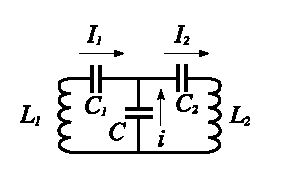 I₁ I₂
C₁ C₂
L₁ C i L₂